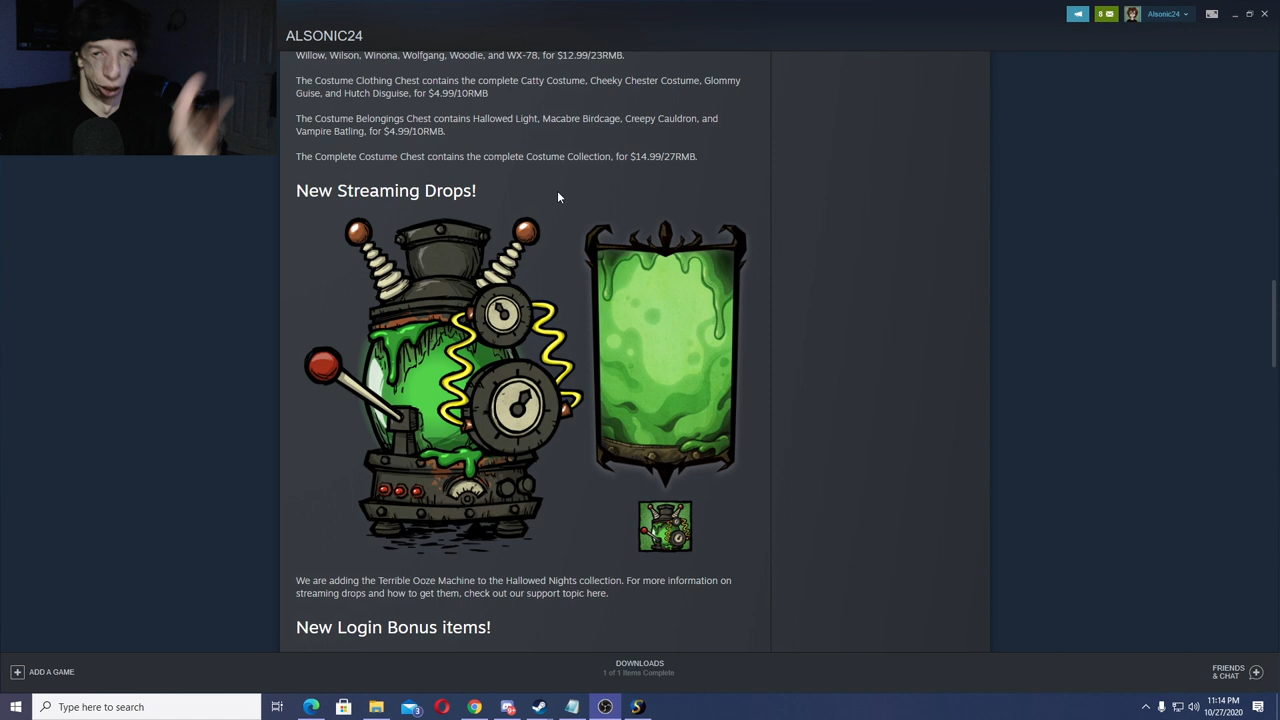 8
Alsonic24
ALSONIC24
Willow, Wilson, Winona, Wolfgang, Woodie, and WX-78, for $12.99/23RMB.
The Costume Clothing Chest contains the complete Catty Costume, Cheeky Chester Costume, Glommy
Guise, and Hutch Disguise, for $4.99/10RMB
The Costume Belongings Chest contains Hallowed Light, Macabre Birdcage, Creepy Cauldron, and
Vampire Batling, for $4.99/10RMB.
The Complete Costume Chest contains the complete Costume Collection, for $14.99/27RMB.
New Streaming Drops!
We are adding the Terrible Ooze Machine to the Hallowed Nights collection. For more information on
streaming drops and how to get them, check out our support topic here.
New Login Bonus items!
ADD A GAME
DOWNLOADS
1 of 1 Items Complete
FRIENDS
& CHAT
Type here to search
3
11:14 PM
10/27/2020